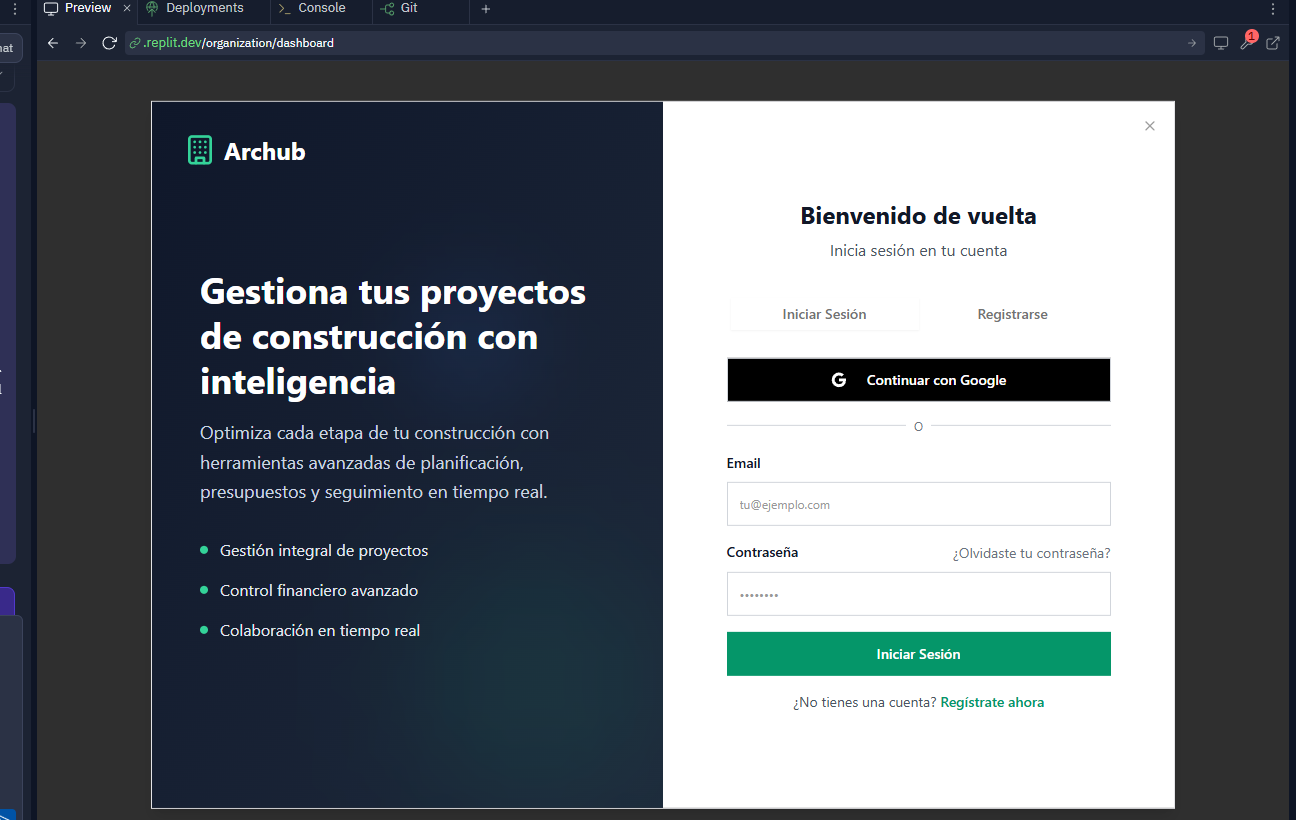 Preview
Deployments
Console
Git
.replit.dev/organization/dashboard
1
Archub
Gestiona tus proyectos
de construcción con
inteligencia
Optimiza cada etapa de tu construcción con
herramientas avanzadas de planificación,
presupuestos y seguimiento en tiempo real.
Gestión integral de proyectos
Control financiero avanzado
Colaboración en tiempo real
Bienvenido de vuelta
Inicia sesión en tu cuenta
Iniciar Sesión
Registrarse
G
Continuar con Google
O
Email
tu@ejemplo.com
Contraseña
¿Olvidaste tu contraseña?
••••••••
Iniciar Sesión
¿No tienes una cuenta? Regístrate ahora